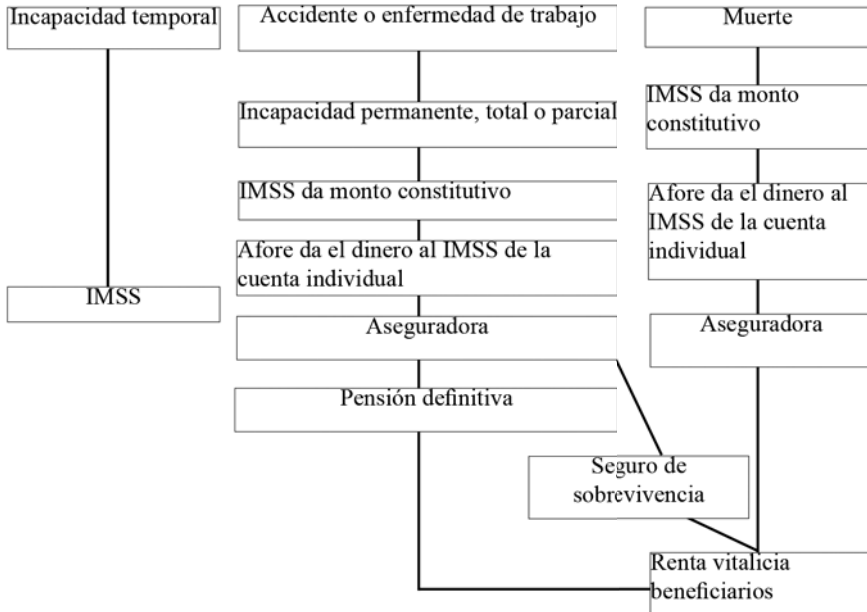 Incapacidad temporal
IMSS
Accidente o enfermedad de trabajo
Incapacidad permanente, total o parcial
IMSS da monto constitutivo
Afore da el dinero al IMSS de la
cuenta individual
Aseguradora
Pensión definitiva
Muerte
IMSS da monto
constitutivo
Afore da el dinero al
IMSS de la cuenta
individual
Aseguradora
Seguro de
sobrevivencia
Renta vitalicia
beneficiarios